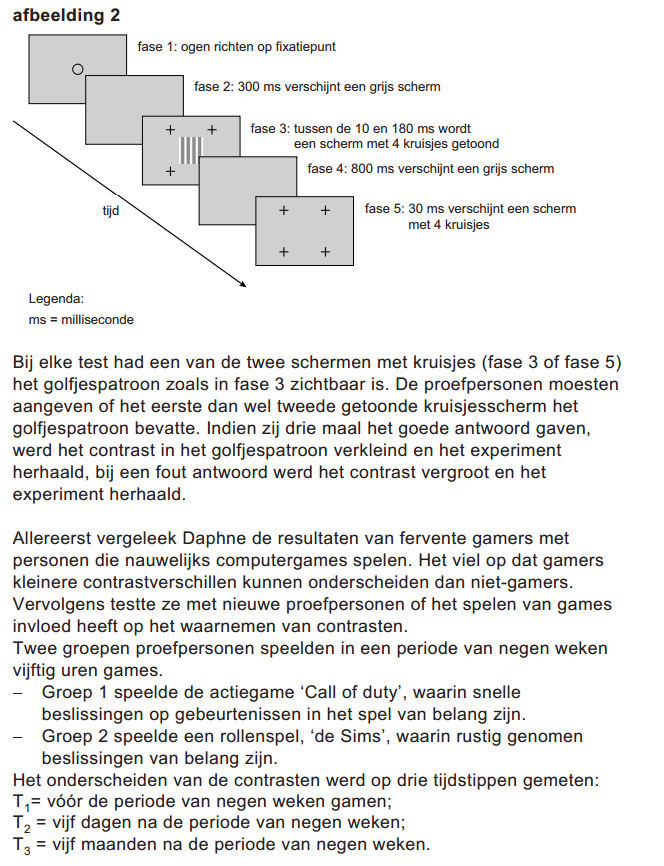 afbeelding 2
fase 1: ogen richten op fixatiepunt
fase 2: 300 ms verschijnt een grijs scherm
fase 3: tussen de 10 en 180 ms wordt
een scherm met 4 kruisjes getoond
fase 4: 800 ms verschijnt een grijs scherm
fase 5: 30 ms verschijnt een scherm
met 4 kruisjes
tijd
Legenda:
ms = milliseconde
Bij elke test had een van de twee schermen met kruisjes (fase 3 of fase 5)
het golfjespatroon zoals in fase 3 zichtbaar is. De proefpersonen moesten
aangeven of het eerste dan wel tweede getoonde kruisjesscherm het
golfjespatroon bevatte. Indien zij drie maal het goede antwoord gaven,
werd het contrast in het golfjespatroon verkleind en het experiment
herhaald, bij een fout antwoord werd het contrast vergroot en het
experiment herhaald.
Allereerst vergeleek Daphne de resultaten van fervente gamers met
personen die nauwelijks computergames spelen. Het viel op dat gamers
kleinere contrastverschillen kunnen onderscheiden dan niet-gamers.
Vervolgens testte ze met nieuwe proefpersonen of het spelen van games
invloed heeft op het waarnemen van contrasten.
Twee groepen proefpersonen speelden in een periode van negen weken
vijftig uren games.
– Groep 1 speelde de actiegame ‘Call of duty’, waarin snelle
beslissingen op gebeurtenissen in het spel van belang zijn.
– Groep 2 speelde een rollenspel, ‘de Sims’, waarin rustig genomen
beslissingen van belang zijn.
Het onderscheiden van de contrasten werd op drie tijdstippen gemeten:
T1= vóór de periode van negen weken gamen;
T2 = vijf dagen na de periode van negen weken;
T3 = vijf maanden na de periode van negen weken.